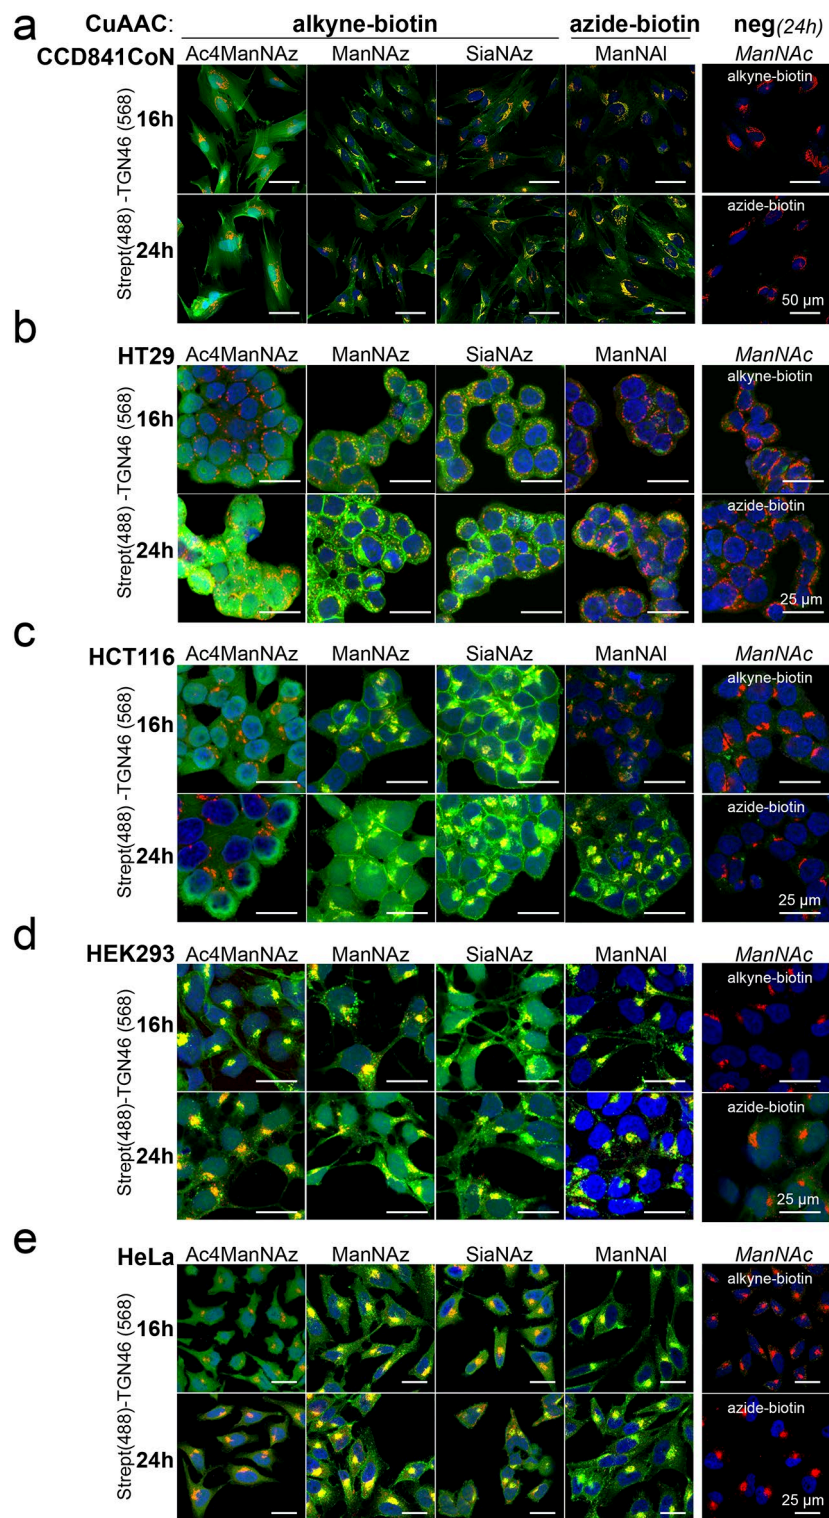 a CuAAC: alkyne-biotin azide-biotin neg(24h)
CCD841CoN Ac4ManNAz ManNAz SiaNAz ManNAl ManNAc
Strept(488) -TGN46 (568)
16h
alkyne-biotin
24h
azide-biotin
50 µm
b
HT29 Ac4ManNAz ManNAz SiaNAz ManNAl ManNAc
Strept(488) -TGN46 (568)
16h
alkyne-biotin
24h
azide-biotin
25 µm
c
HCT116 Ac4ManNAz ManNAz SiaNAz ManNAl ManNAc
Strept(488) -TGN46 (568)
16h
alkyne-biotin
24h
azide-biotin
25 µm
d
HEK293 Ac4ManNAz ManNAz SiaNAz ManNAl ManNAc
Strept(488)-TGN46 (568)
16h
alkyne-biotin
24h
azide-biotin
25 µm
e
HeLa Ac4ManNAz ManNAz SiaNAz ManNAl ManNAc
Strept(488)-TGN46 (568)
16h
alkyne-biotin
24h
azide-biotin
25 µm